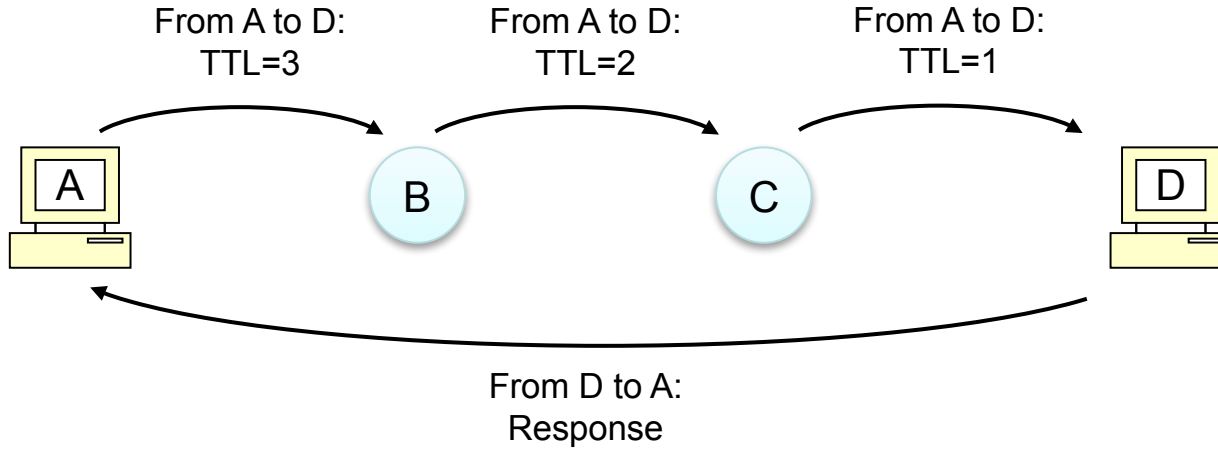 From A to D:
TTL=3
From A to D:
TTL=2
From A to D:
TTL=1
A
B
C
D
From D to A:
Response